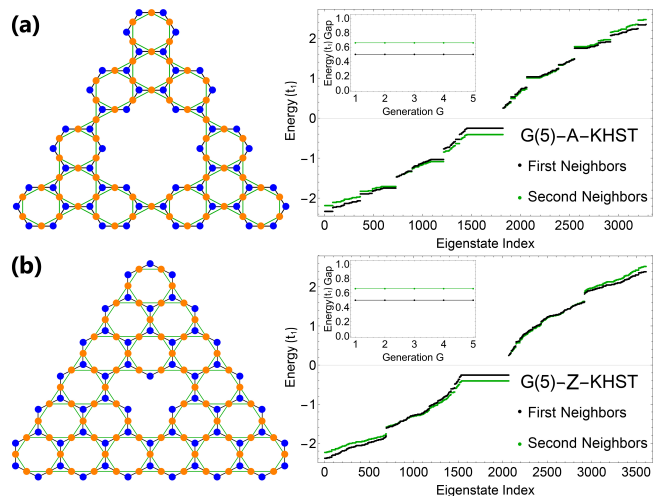 (a)
Energy (t₁)
2
1
0
−1
−2
Energy (t₁) Gap
1.0
0.8
0.6
0.4
0.2
0.0
1 2 3 4 5
Generation G
G(5)−A−KHST
First Neighbors
Second Neighbors
0 500 1000 1500 2000 2500 3000
Eigenstate Index
(b)
Energy (t₁)
2
1
0
−1
−2
Energy (t₁) Gap
1.0
0.8
0.6
0.4
0.2
0.0
1 2 3 4 5
Generation G
G(5)−Z−KHST
First Neighbors
Second Neighbors
0 500 1000 1500 2000 2500 3000 3500
Eigenstate Index